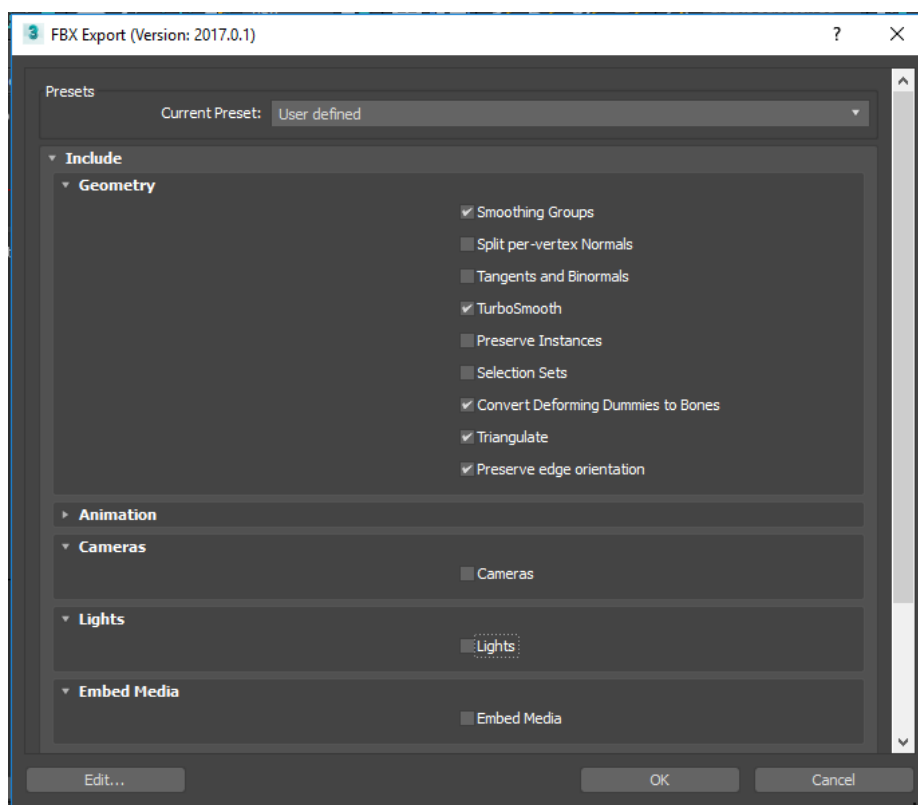 3 FBX Export (Version: 2017.0.1) ?
Presets
Current Preset: User defined
Include
Geometry
Smoothing Groups
Split per-vertex Normals
Tangents and Binormals
TurboSmooth
Preserve Instances
Selection Sets
Convert Deforming Dummies to Bones
Triangulate
Preserve edge orientation
Animation
Cameras
Cameras
Lights
Lights
Embed Media
Embed Media
Edit... OK Cancel